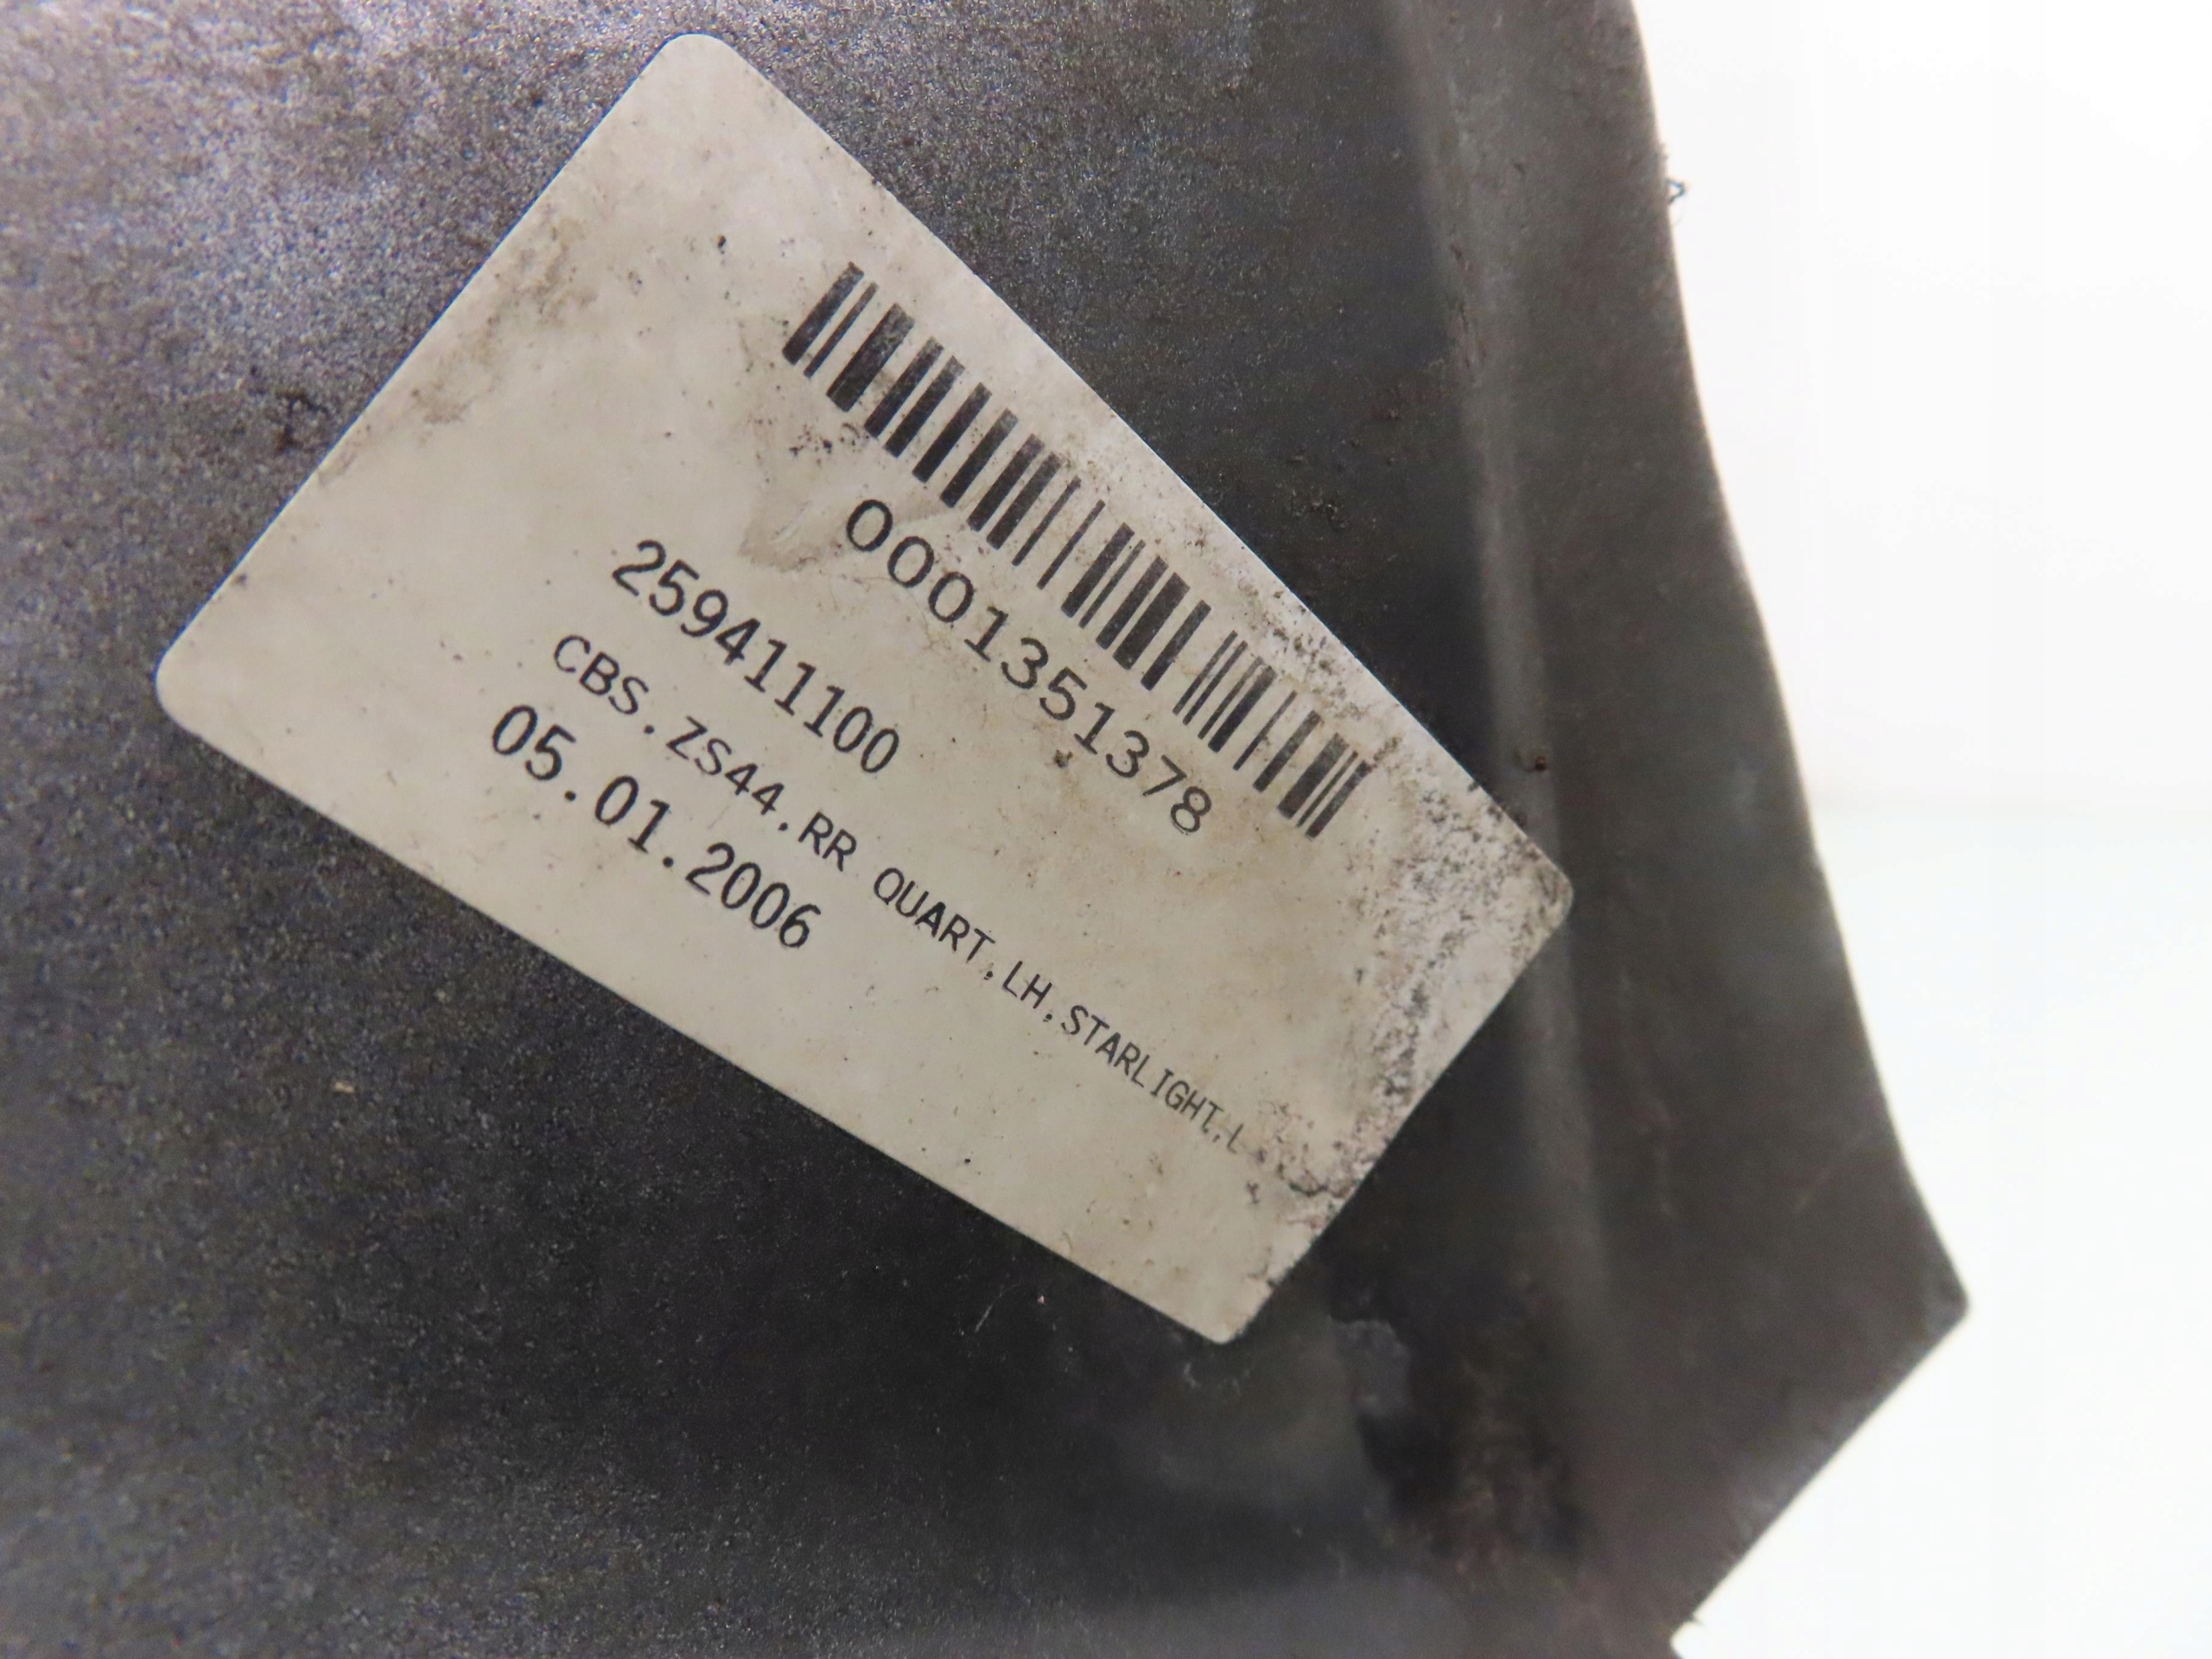 0001351378
259411100
CBS.ZS44.RR QUART,LH,STARLIGHT,L
05.01.2006